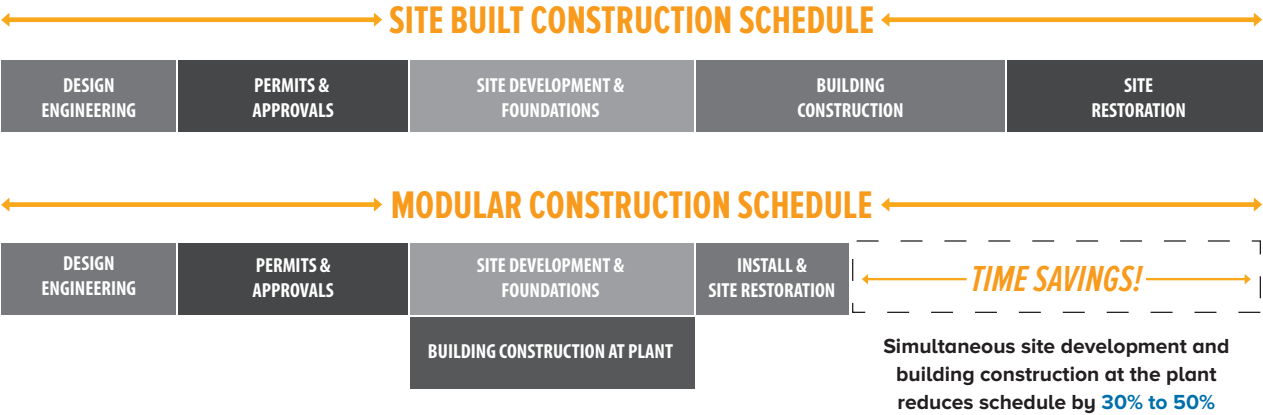 SITE BUILT CONSTRUCTION SCHEDULE
DESIGN
ENGINEERING
PERMITS &
APPROVALS
SITE DEVELOPMENT &
FOUNDATIONS
BUILDING
CONSTRUCTION
SITE
RESTORATION
MODULAR CONSTRUCTION SCHEDULE
DESIGN
ENGINEERING
PERMITS &
APPROVALS
SITE DEVELOPMENT &
FOUNDATIONS
INSTALL &
SITE RESTORATION
TIME SAVINGS!
BUILDING CONSTRUCTION AT PLANT
Simultaneous site development and
building construction at the plant
reduces schedule by 30% to 50%